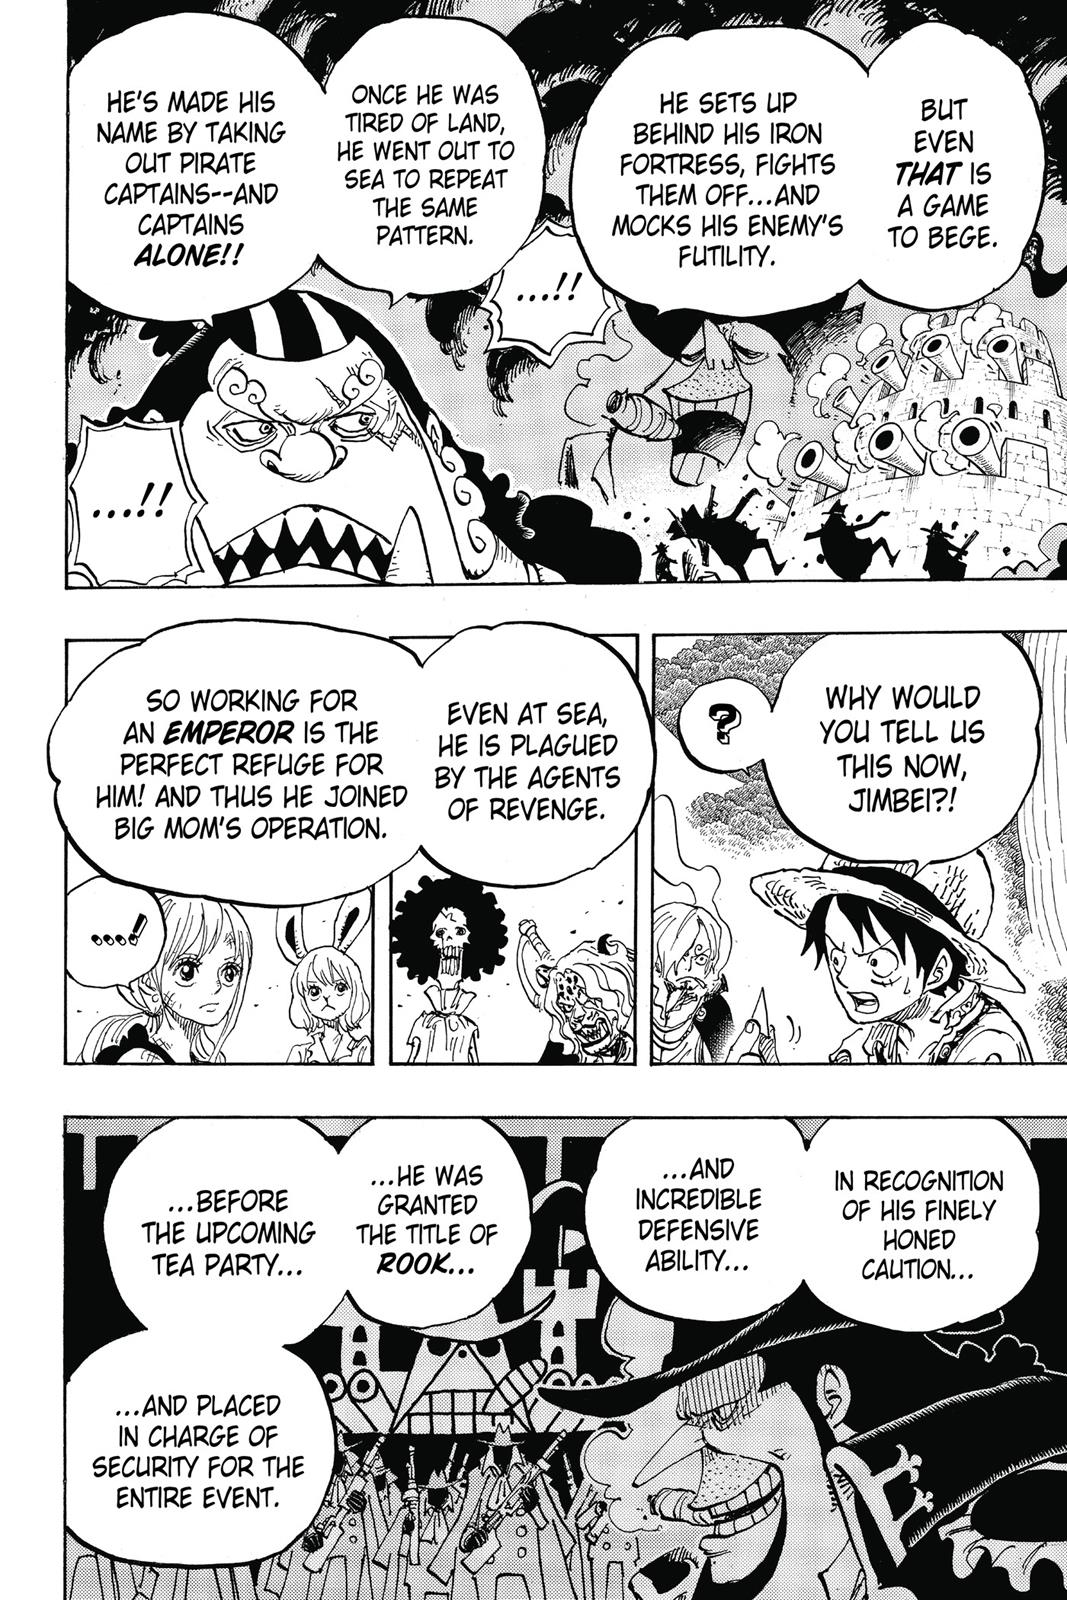 BUT
EVEN
THAT IS
A GAME
TO BEGE.
HE SETS UP
BEHIND HIS IRON
FORTRESS, FIGHTS
THEM OFF...AND
MOCKS HIS ENEMY'S
FUTILITY.
ONCE HE WAS
TIRED OF LAND,
HE WENT OUT TO
SEA TO REPEAT
THE SAME
PATTERN.
HE'S MADE HIS
NAME BY TAKING
OUT PIRATE
CAPTAINS--AND
CAPTAINS
ALONE!!
...!!
...!!
WHY WOULD
YOU TELL US
THIS NOW,
JIMBEI?!
?
EVEN AT SEA,
HE IS PLAGUED
BY THE AGENTS
OF REVENGE.
SO WORKING FOR
AN EMPEROR IS THE
PERFECT REFUGE FOR
HIM! AND THUS HE JOINED
BIG MOM'S OPERATION.
....!
IN RECOGNITION
OF HIS FINELY
HONED
CAUTION...
...AND
INCREDIBLE
DEFENSIVE
ABILITY...
...HE WAS
GRANTED
THE TITLE OF
ROOK...
...BEFORE
THE UPCOMING
TEA PARTY...
...AND PLACED
IN CHARGE OF
SECURITY FOR THE
ENTIRE EVENT.